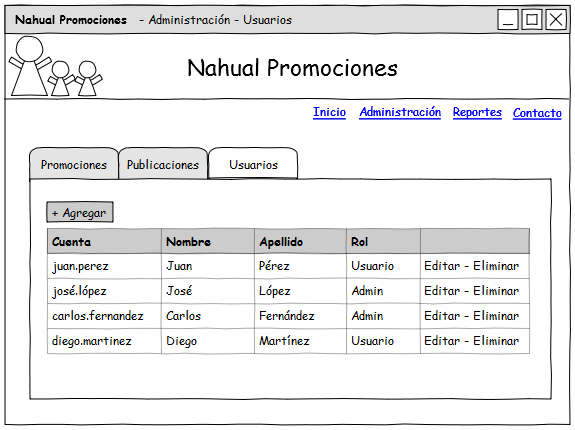 Nahual Promociones - Administración - Usuarios
Nahual Promociones
Inicio Administración Reportes Contacto
Promociones Publicaciones Usuarios
+ Agregar
Cuenta Nombre Apellido Rol
juan.perez Juan Pérez Usuario Editar - Eliminar
josé.lópez José López Admin Editar - Eliminar
carlos.fernandez Carlos Fernández Admin Editar - Eliminar
diego.martinez Diego Martínez Usuario Editar - Eliminar